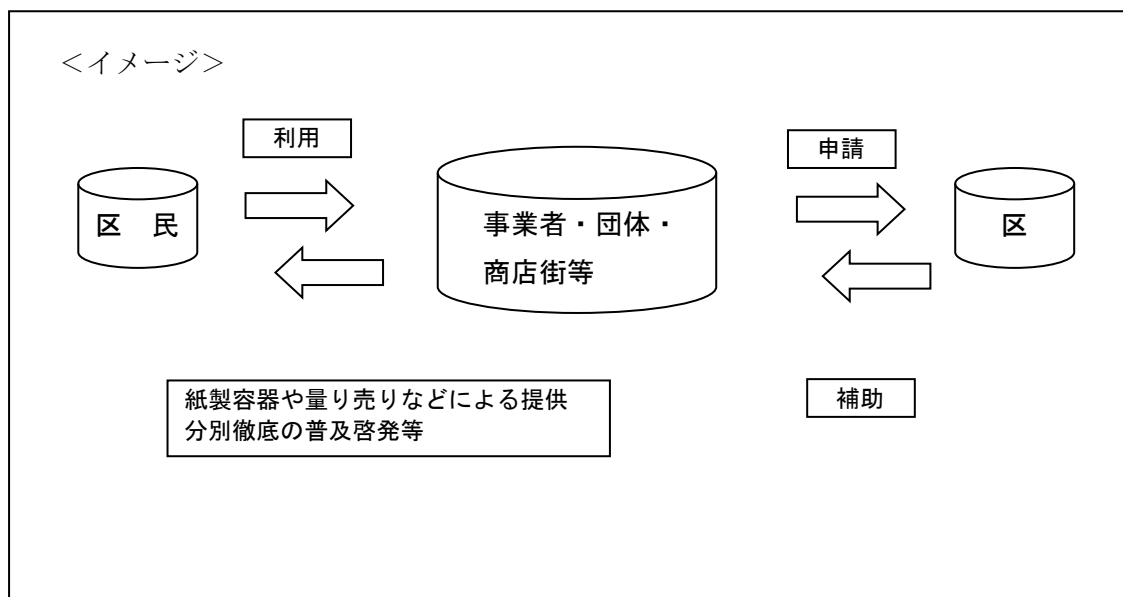 ＜イメージ＞
利用
申請
区　民
事業者・団体・
商店街等
区
紙製容器や量り売りなどによる提供
分別徹底の普及啓発等
補助